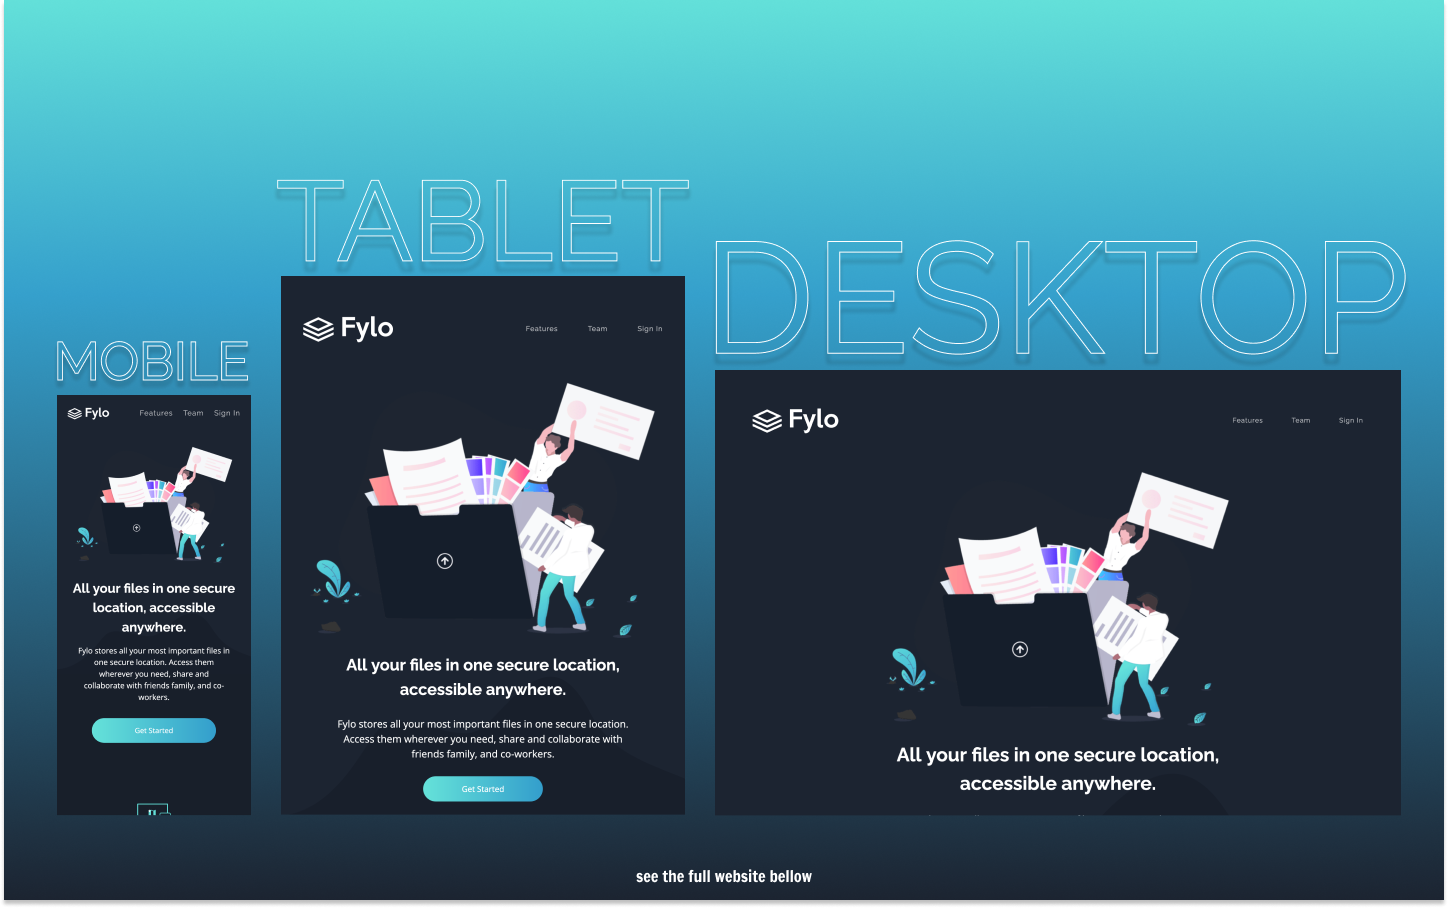 TABLET
DESKTOP
MOBILE
Fylo
Features Team Sign In
All your files in one secure
location, accessible
anywhere.
Fylo stores all your most important files in
one secure location. Access them
wherever you need, share and
collaborate with friends family, and co-
workers.
Get Started
Fylo
Features Team Sign In
All your files in one secure location,
accessible anywhere.
Fylo stores all your most important files in one secure location.
Access them wherever you need, share and collaborate with
friends family, and co-workers.
Get Started
Fylo
Features Team Sign In
All your files in one secure location,
accessible anywhere.
see the full website bellow